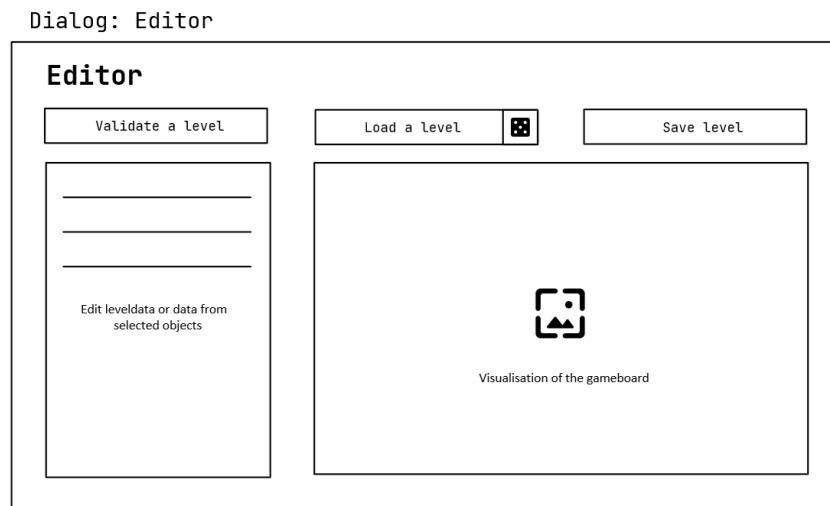 Dialog: Editor
Editor
Validate a level
Load a level
Save level
Edit leveldata or data from
selected objects
Visualisation of the gameboard